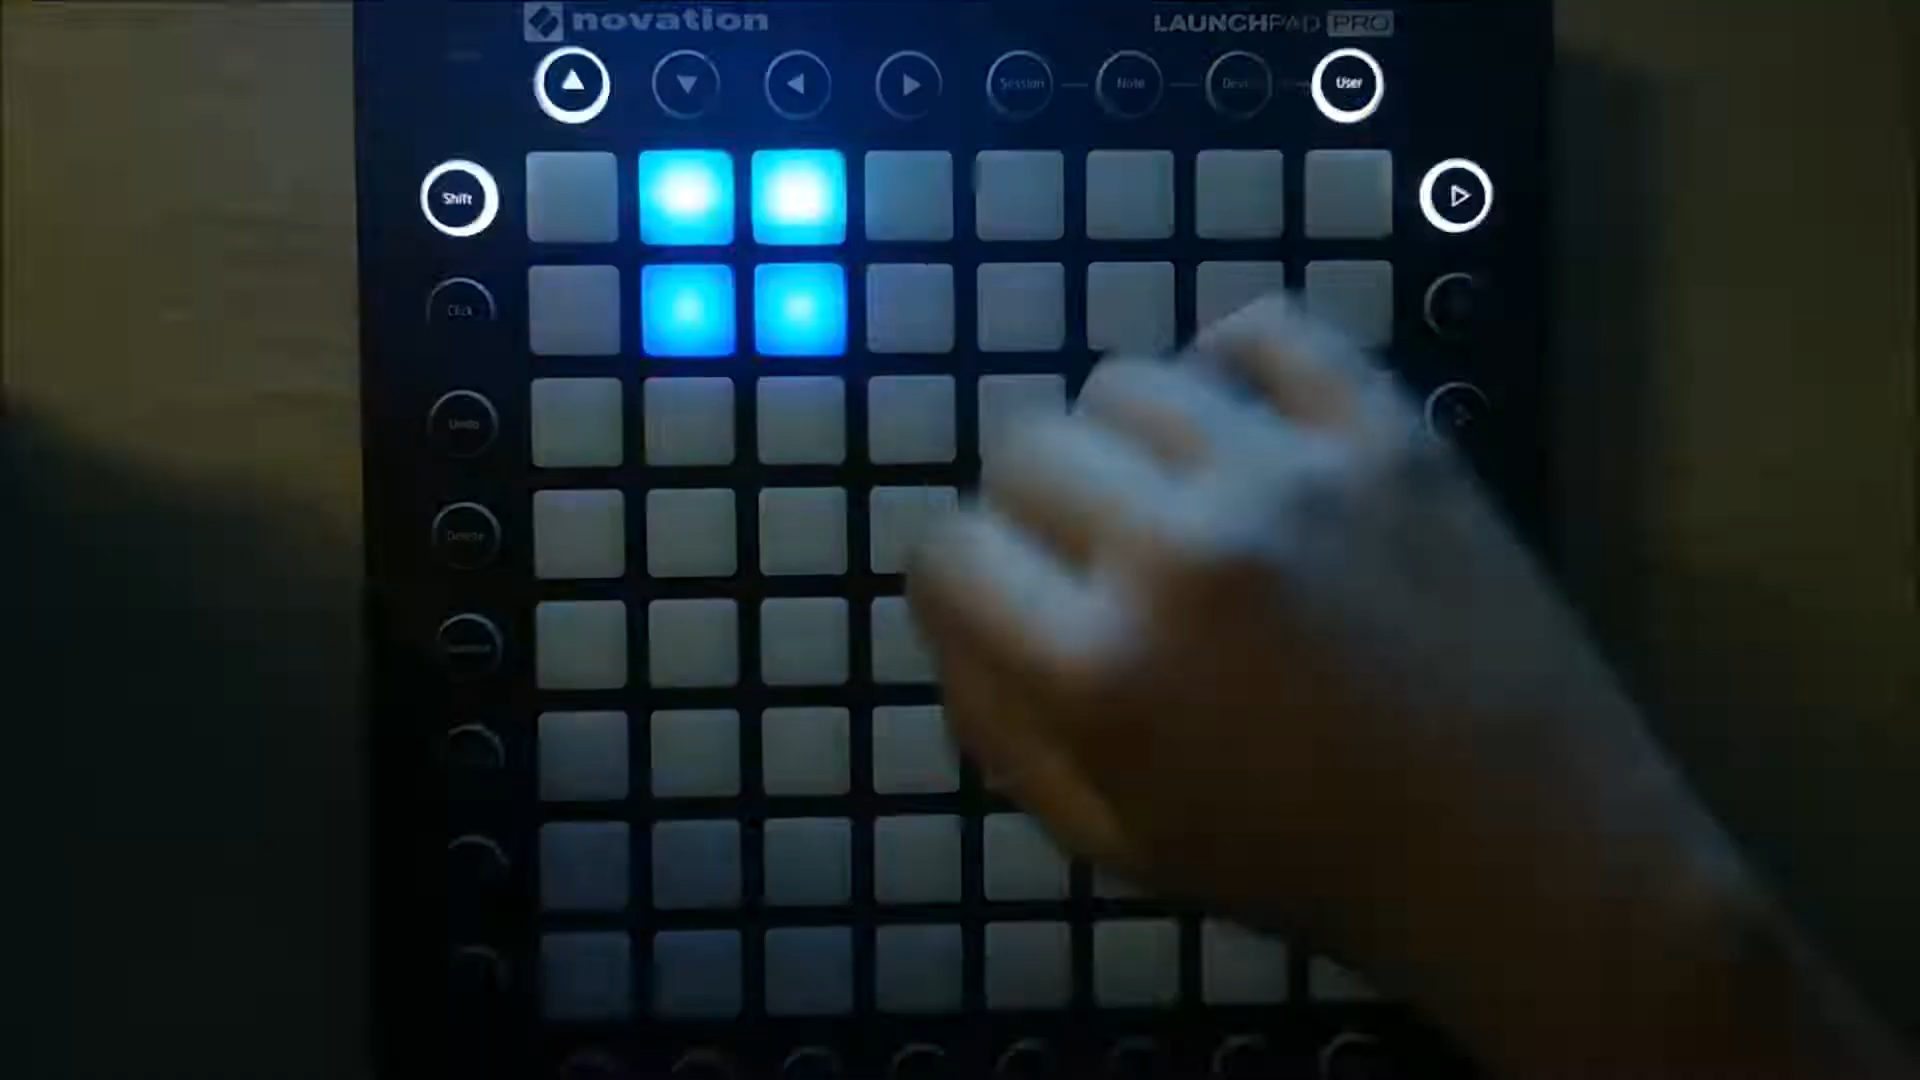 novation
LAUNCHPAD PRO
Session
Note
User
Shift
Click
Undo
Delete